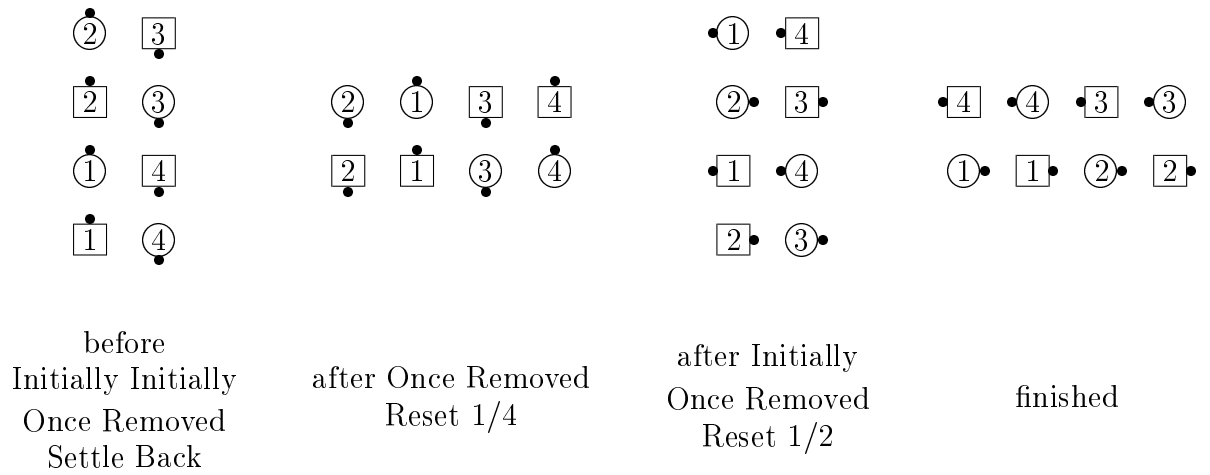 2 3
2 3
1 4
1 4
2 1 3 4
2 1 3 4
1 4
2 3
1 4
2 3
4 4 3 3
1 1 2 2
before
Initially Initially
Once Removed
Settle Back
after Once Removed
Reset 1/4
after Initially
Once Removed
Reset 1/2
finished